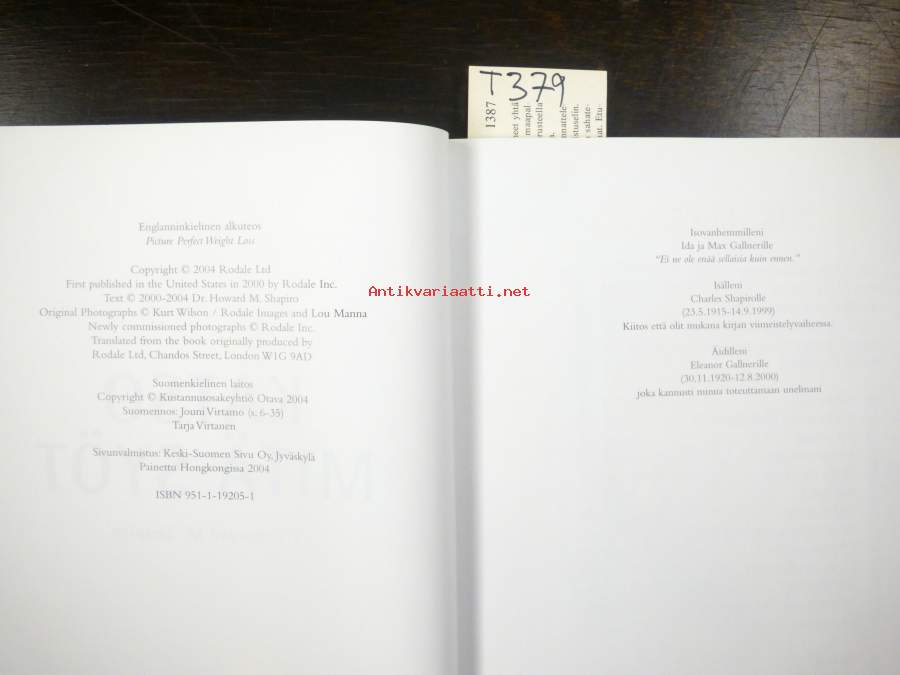 T379
1387
Englanninkielinen alkuteos
Picture Perfect Weight Loss
Copyright © 2004 Rodale Ltd
First published in the United States in 2000 by Rodale Inc.
Text © 2000-2004 Dr. Howard M. Shapiro
Original Photographs © Kurt Wilson / Rodale Images and Lou Manna
Newly commissioned photographs © Rodale Inc.
Translated from the book originally produced by
Rodale Ltd, Chandos Street, London W1G 9AD
Suomenkielinen laitos
Copyright © Kustannusosakeyhtiö Otava 2004
Suomennos: Jouni Virtamo (s. 6–35)
Tarja Virtanen
Sivunvalmistus: Keski-Suomen Sivu Oy, Jyväskylä
Painettu Hongkongissa 2004
ISBN 951-1-19205-1
Isovanhemmilleni
Ida ja Max Gallnerille
"Ei ne ole enää sellaisia kuin ennen."
Isälleni
Charles Shapirolle
(23.5.1915-14.9.1999)
Kiitos että olit mukana kirjan viimeistelyvaiheessa.
Äidilleni
Eleanor Gallnerille
(30.11.1920-12.8.2000)
joka kannusti minua toteuttamaan unelmani
Antikvariaatti.net